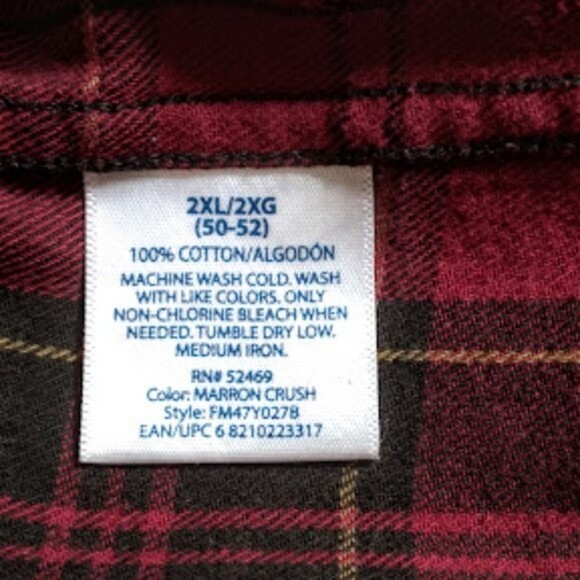 2XL/2XG
(50-52)
100% COTTON/ALGODÓN
MACHINE WASH COLD. WASH
WITH LIKE COLORS. ONLY
NON-CHLORINE BLEACH WHEN
NEEDED. TUMBLE DRY LOW.
MEDIUM IRON.
RN# 52469
Color: MARRON CRUSH
Style: FM47Y027B
EAN/UPC 6 8210223317